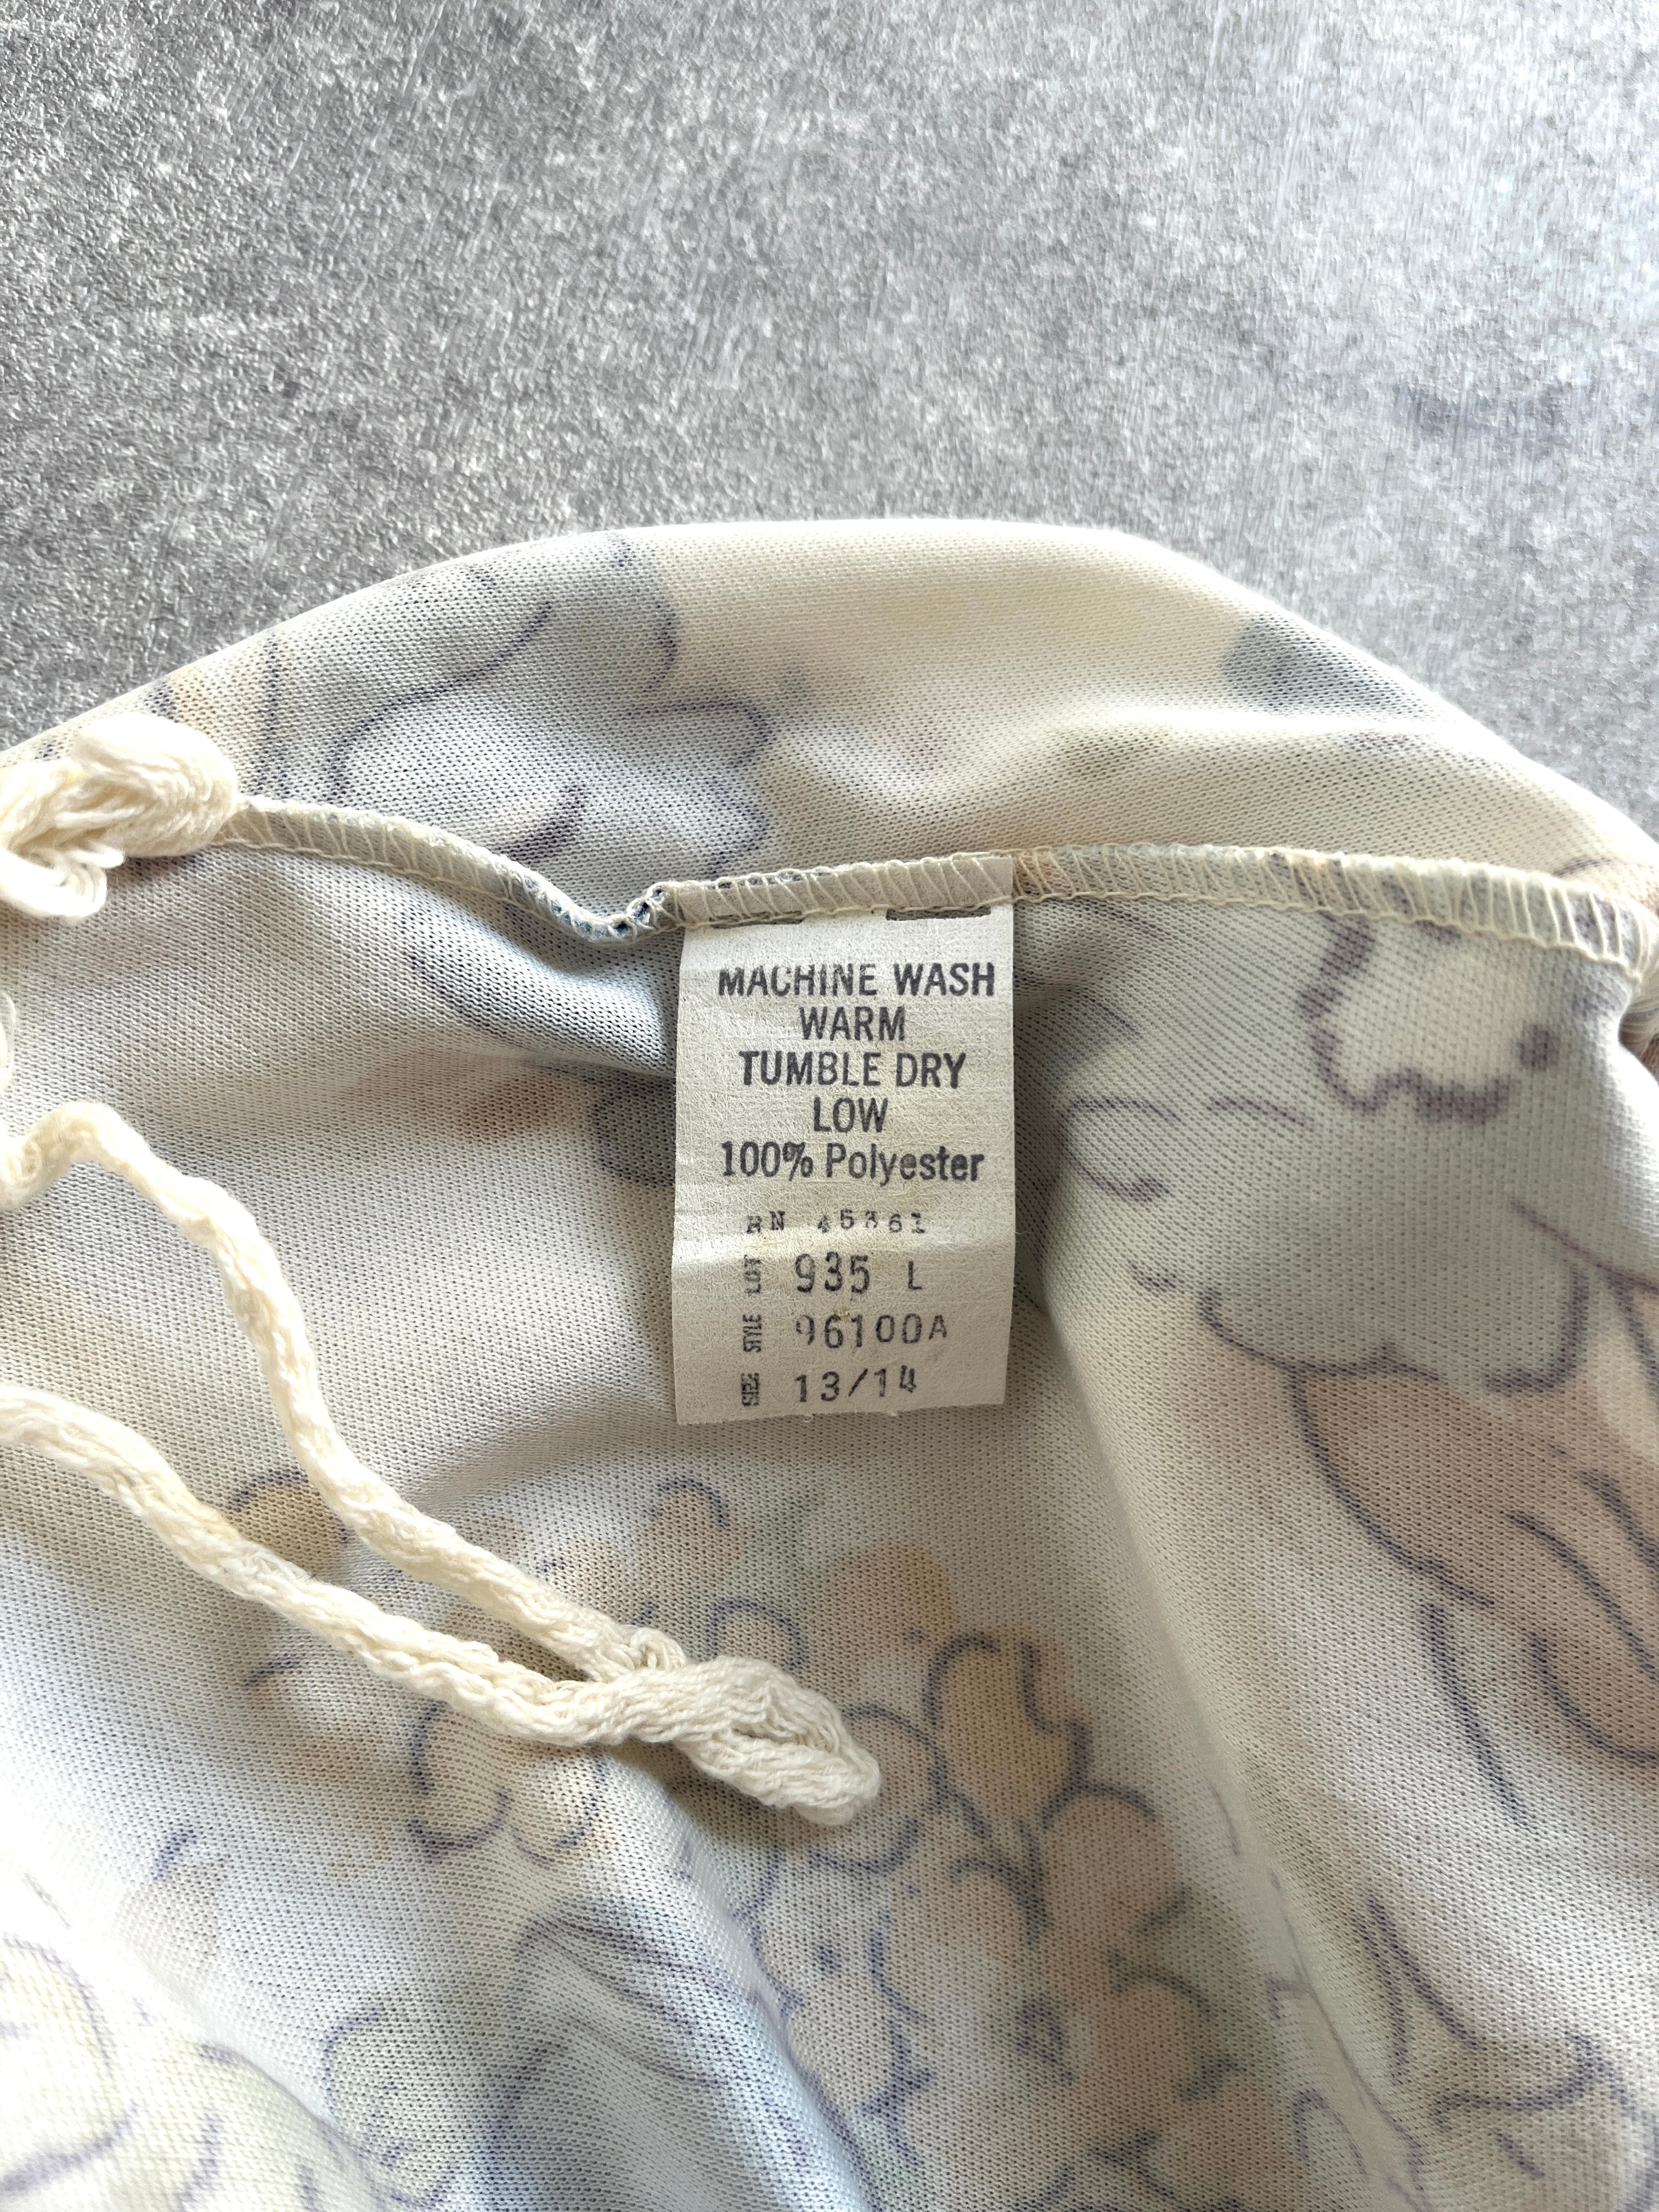 MACHINE WASH
WARM
TUMBLE DRY
LOW
100% Polyester
RN 45361
LOT 935 L
STYLE 96100A
SIZE 13/14